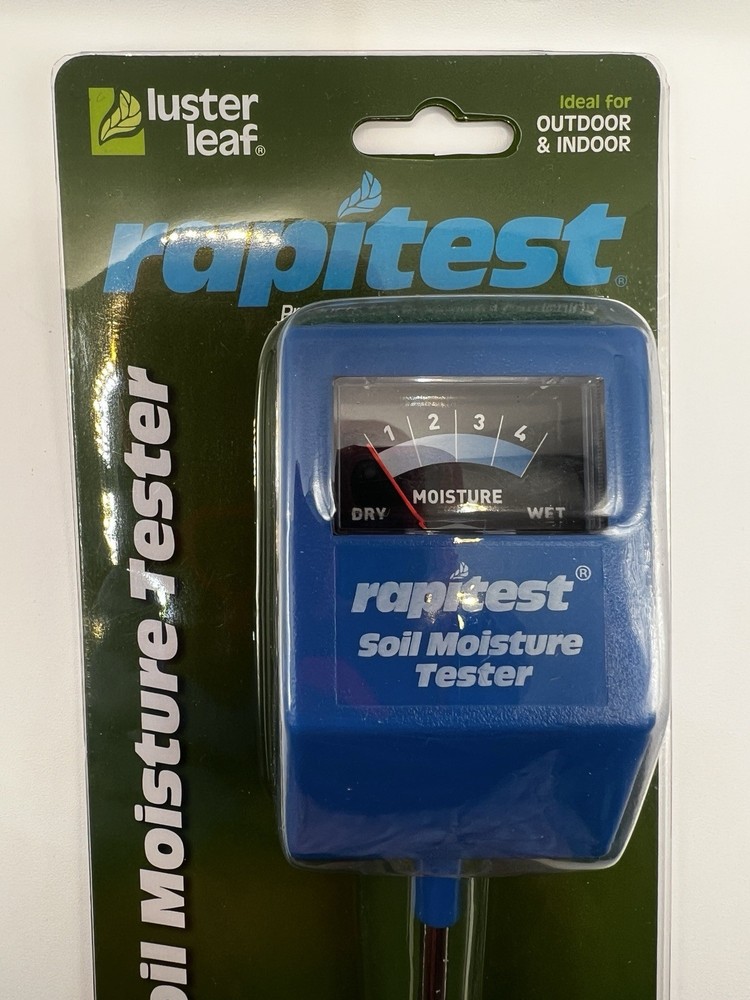 luster
leaf®
Ideal for
OUTDOOR
& INDOOR
rapitest®
Soil Moisture Tester
1 2 3 4
MOISTURE
DRY WET
rapitest®
Soil Moisture
Tester